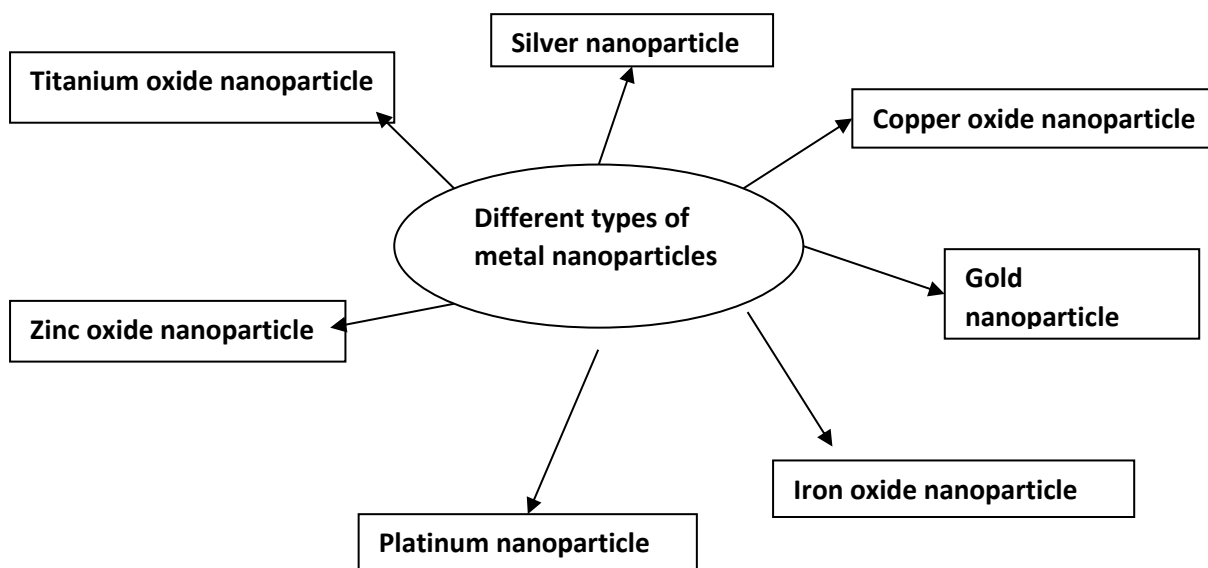 Silver nanoparticle
Titanium oxide nanoparticle
Copper oxide nanoparticle
Different types of
metal nanoparticles
Gold
nanoparticle
Zinc oxide nanoparticle
Iron oxide nanoparticle
Platinum nanoparticle